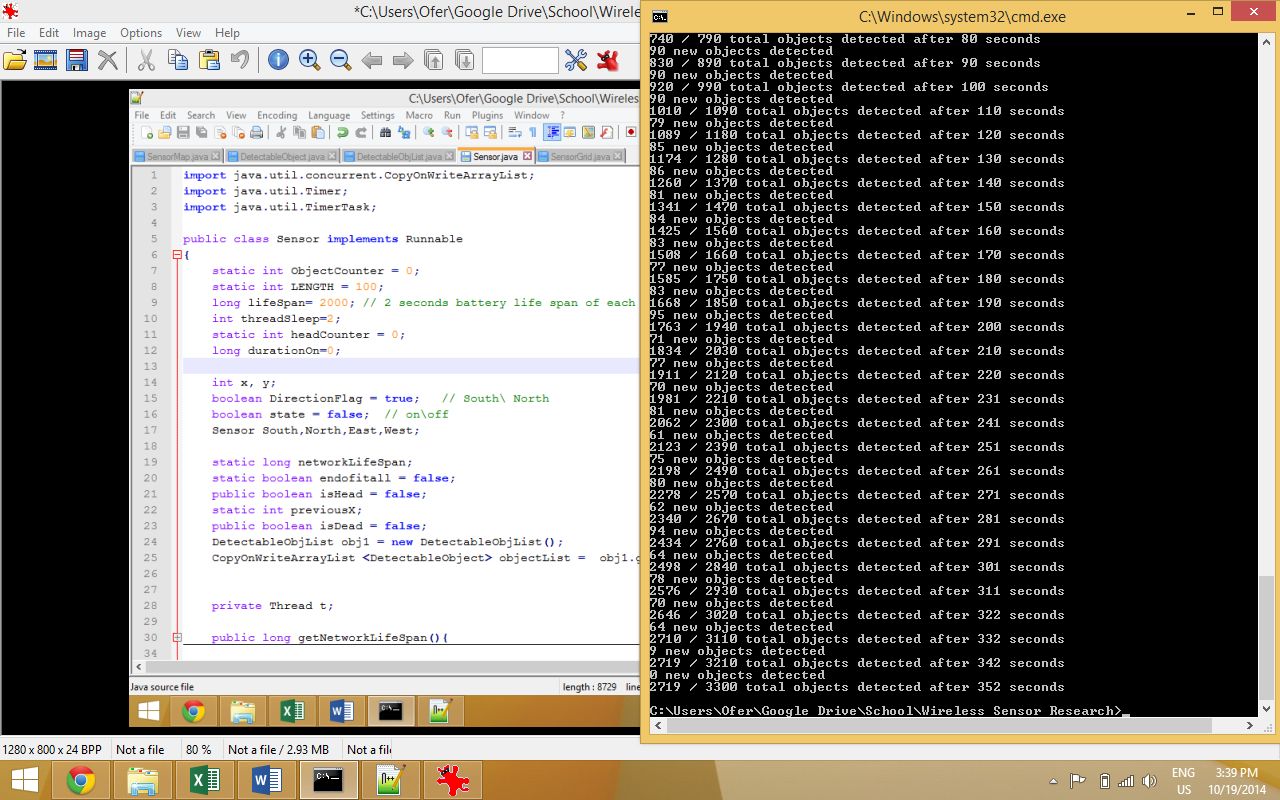 *C:\Users\Ofer\Google Drive\School\Wirele
File Edit Image Options View Help
C:\Users\Ofer\Google Drive\School\Wireles
File Edit Search View Encoding Language Settings Macro Run Plugins Window ?
SensorMap.java DetectableObject.java DetectableObjList.java Sensor.java SensorGrid.java
1 import java.util.concurrent.CopyOnWriteArrayList;
2 import java.util.Timer;
3 import java.util.TimerTask;
4
5 public class Sensor implements Runnable
6 {
7 static int ObjectCounter = 0;
8 static int LENGTH = 100;
9 long lifeSpan= 2000; // 2 seconds battery life span of each
10 int threadSleep=2;
11 static int headCounter = 0;
12 long durationOn=0;
13
14 int x, y;
15 boolean DirectionFlag = true; // South\ North
16 boolean state = false; // on\off
17 Sensor South,North,East,West;
18
19 static long networkLifeSpan;
20 static boolean endofitall = false;
21 public boolean isHead = false;
22 static int previousX;
23 public boolean isDead = false;
24 DetectableObjList obj1 = new DetectableObjList();
25 CopyOnWriteArrayList <DetectableObject> objectList = obj1.g
26
27
28 private Thread t;
29
30 public long getNetworkLifeSpan(){
34
Java source file length : 8729 line
1280 x 800 x 24 BPP Not a file 80 % Not a file / 2.93 MB Not a fil
C:\Windows\system32\cmd.exe
740 / 790 total objects detected after 80 seconds
90 new objects detected
830 / 890 total objects detected after 90 seconds
90 new objects detected
920 / 990 total objects detected after 100 seconds
90 new objects detected
1010 / 1090 total objects detected after 110 seconds
79 new objects detected
1089 / 1180 total objects detected after 120 seconds
85 new objects detected
1174 / 1280 total objects detected after 130 seconds
86 new objects detected
1260 / 1370 total objects detected after 140 seconds
81 new objects detected
1341 / 1470 total objects detected after 150 seconds
84 new objects detected
1425 / 1560 total objects detected after 160 seconds
83 new objects detected
1508 / 1660 total objects detected after 170 seconds
77 new objects detected
1585 / 1750 total objects detected after 180 seconds
83 new objects detected
1668 / 1850 total objects detected after 190 seconds
95 new objects detected
1763 / 1940 total objects detected after 200 seconds
71 new objects detected
1834 / 2030 total objects detected after 210 seconds
77 new objects detected
1911 / 2120 total objects detected after 220 seconds
70 new objects detected
1981 / 2210 total objects detected after 231 seconds
81 new objects detected
2062 / 2300 total objects detected after 241 seconds
61 new objects detected
2123 / 2390 total objects detected after 251 seconds
75 new objects detected
2198 / 2490 total objects detected after 261 seconds
80 new objects detected
2278 / 2570 total objects detected after 271 seconds
62 new objects detected
2340 / 2670 total objects detected after 281 seconds
94 new objects detected
2434 / 2760 total objects detected after 291 seconds
64 new objects detected
2498 / 2840 total objects detected after 301 seconds
78 new objects detected
2576 / 2930 total objects detected after 311 seconds
70 new objects detected
2646 / 3020 total objects detected after 322 seconds
64 new objects detected
2710 / 3110 total objects detected after 332 seconds
9 new objects detected
2719 / 3210 total objects detected after 342 seconds
0 new objects detected
2719 / 3300 total objects detected after 352 seconds
C:\Users\Ofer\Google Drive\School\Wireless Sensor Research>_
ENG 3:39 PM
US 10/19/2014